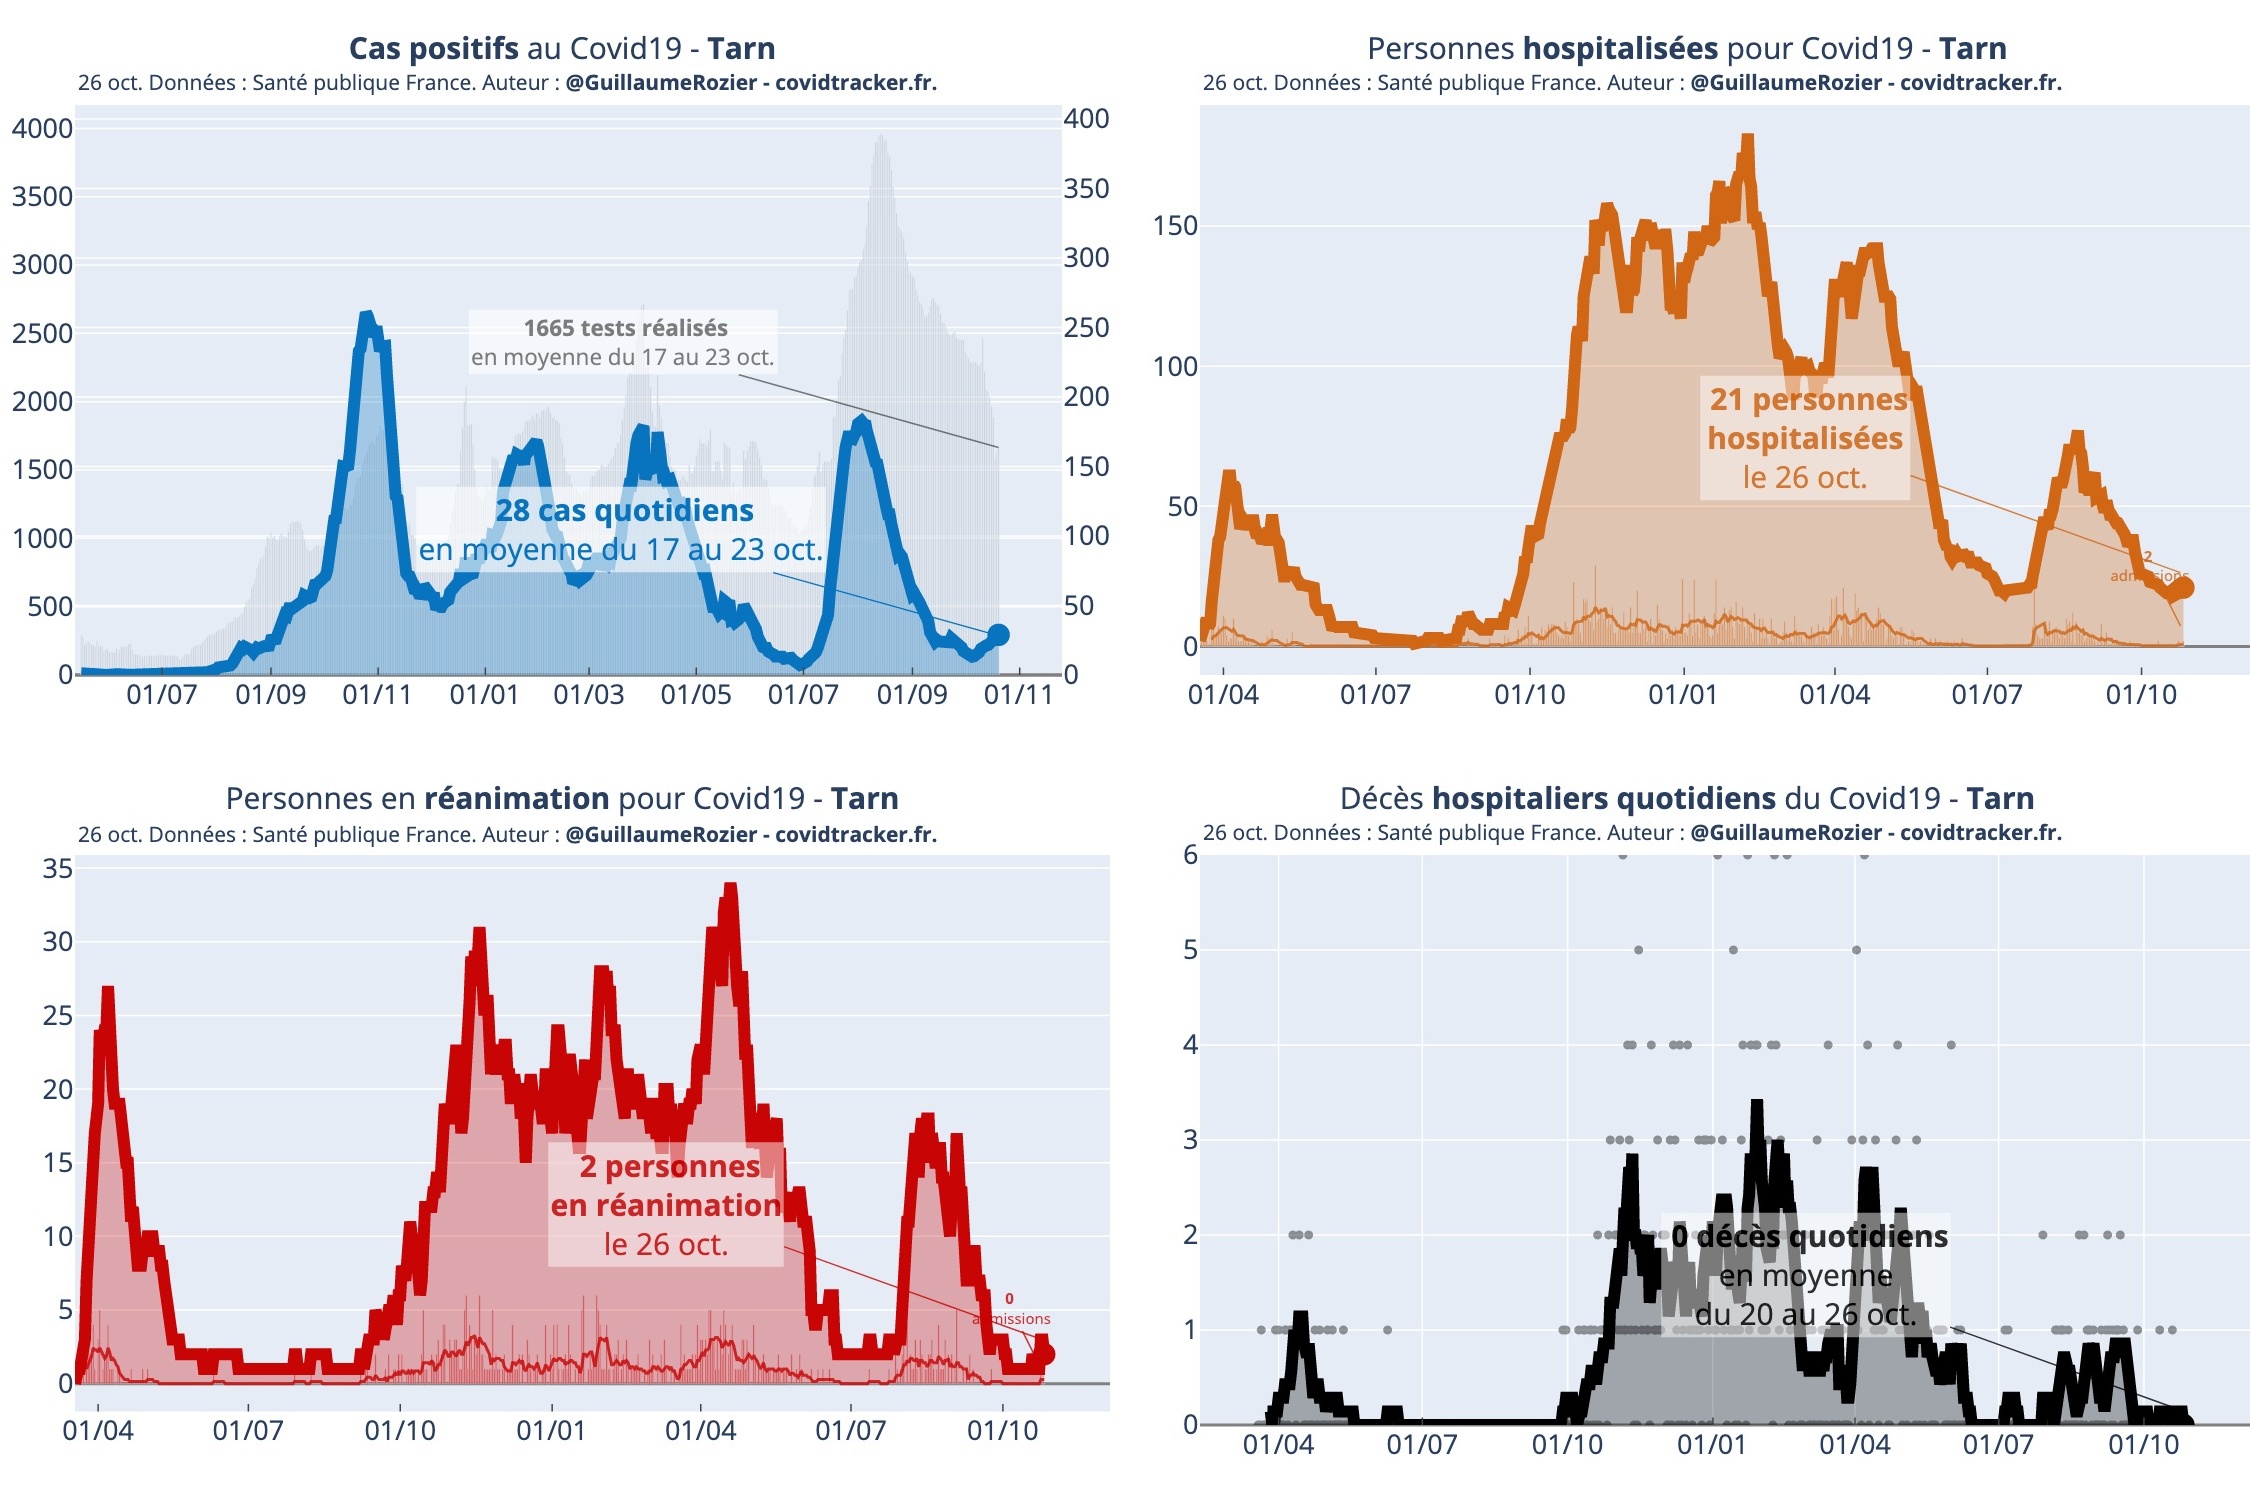 Cas positifs au Covid19 - Tarn
26 oct. Données : Santé publique France. Auteur : @GuillaumeRozier - covidtracker.fr.
4000
3500
3000
2500
2000
1500
1000
500
0
400
350
300
250
200
150
100
50
0
1665 tests réalisés
en moyenne du 17 au 23 oct.
28 cas quotidiens
en moyenne du 17 au 23 oct.
01/07 01/09 01/11 01/01 01/03 01/05 01/07 01/09 01/11
Personnes hospitalisées pour Covid19 - Tarn
26 oct. Données : Santé publique France. Auteur : @GuillaumeRozier - covidtracker.fr.
150
100
50
0
21 personnes
hospitalisées
le 26 oct.
2
admissions
01/04 01/07 01/10 01/01 01/04 01/07 01/10
Personnes en réanimation pour Covid19 - Tarn
26 oct. Données : Santé publique France. Auteur : @GuillaumeRozier - covidtracker.fr.
35
30
25
20
15
10
5
0
2 personnes
en réanimation
le 26 oct.
0
admissions
01/04 01/07 01/10 01/01 01/04 01/07 01/10
Décès hospitaliers quotidiens du Covid19 - Tarn
26 oct. Données : Santé publique France. Auteur : @GuillaumeRozier - covidtracker.fr.
6
5
4
3
2
1
0
0 décès quotidiens
en moyenne
du 20 au 26 oct.
01/04 01/07 01/10 01/01 01/04 01/07 01/10